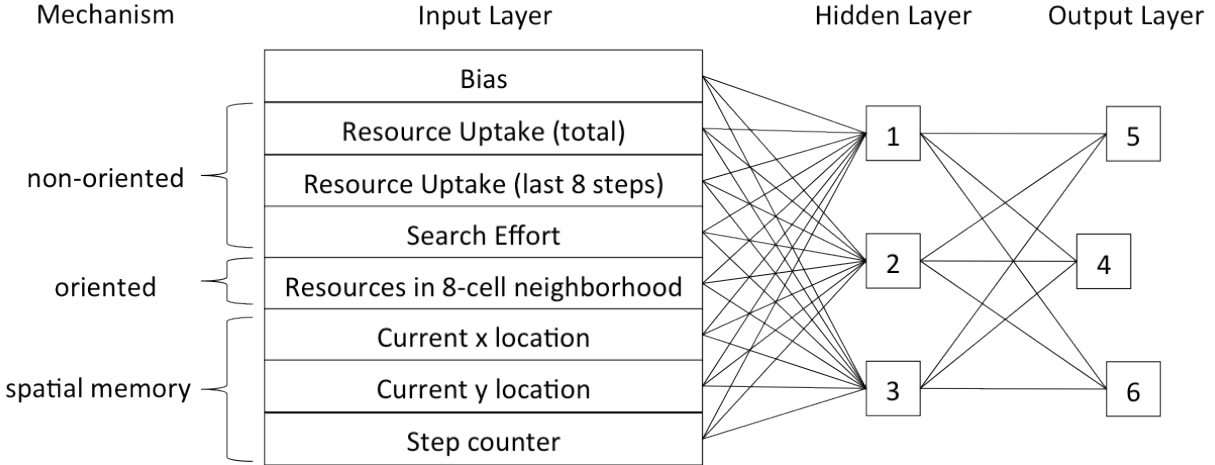 Mechanism Input Layer Hidden Layer Output Layer
Bias
Resource Uptake (total) 1 5
non-oriented Resource Uptake (last 8 steps)
Search Effort
2 4
oriented Resources in 8-cell neighborhood
Current x location
spatial memory Current y location 3 6
Step counter